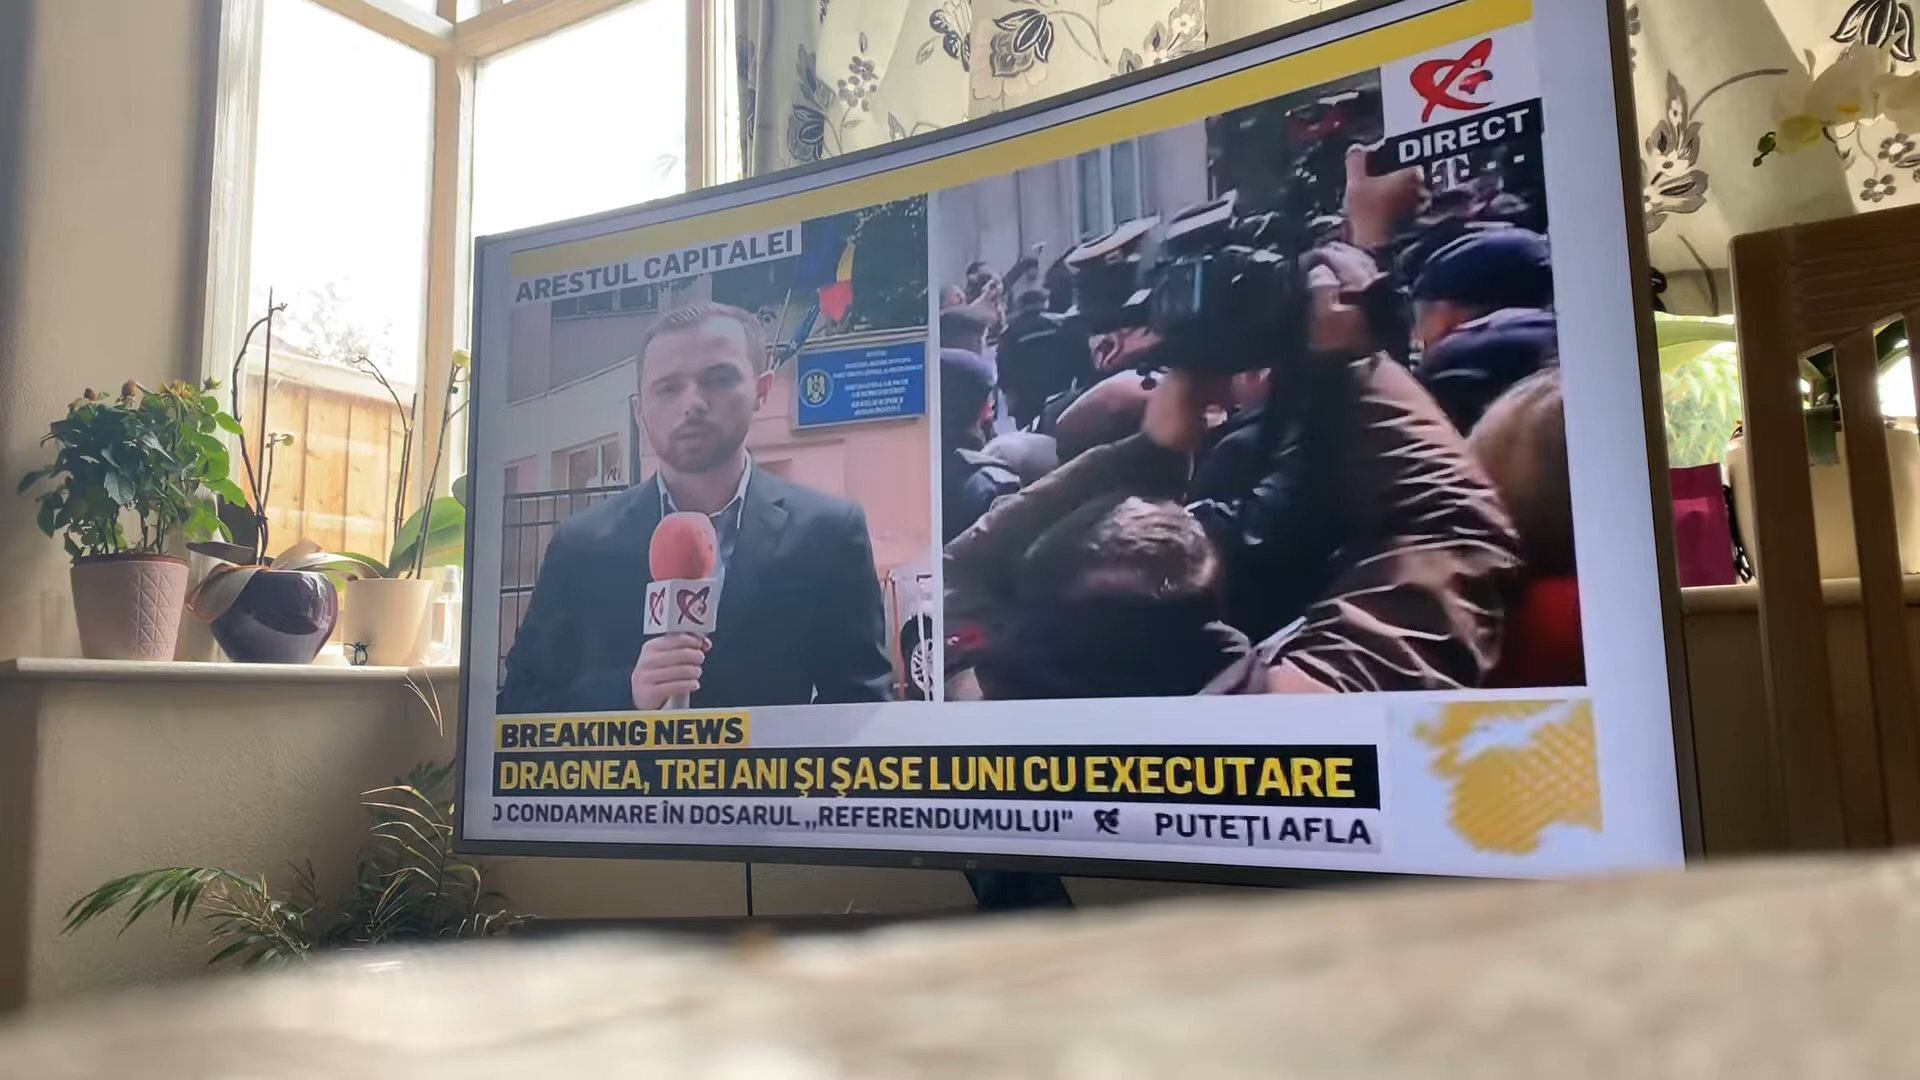 DIRECT
ARESTUL CAPITALEI
BREAKING NEWS
DRAGNEA, TREI ANI ŞI ŞASE LUNI CU EXECUTARE
CONDAMNARE ÎN DOSARUL „REFERENDUMULUI" PUTEŢI AFLA